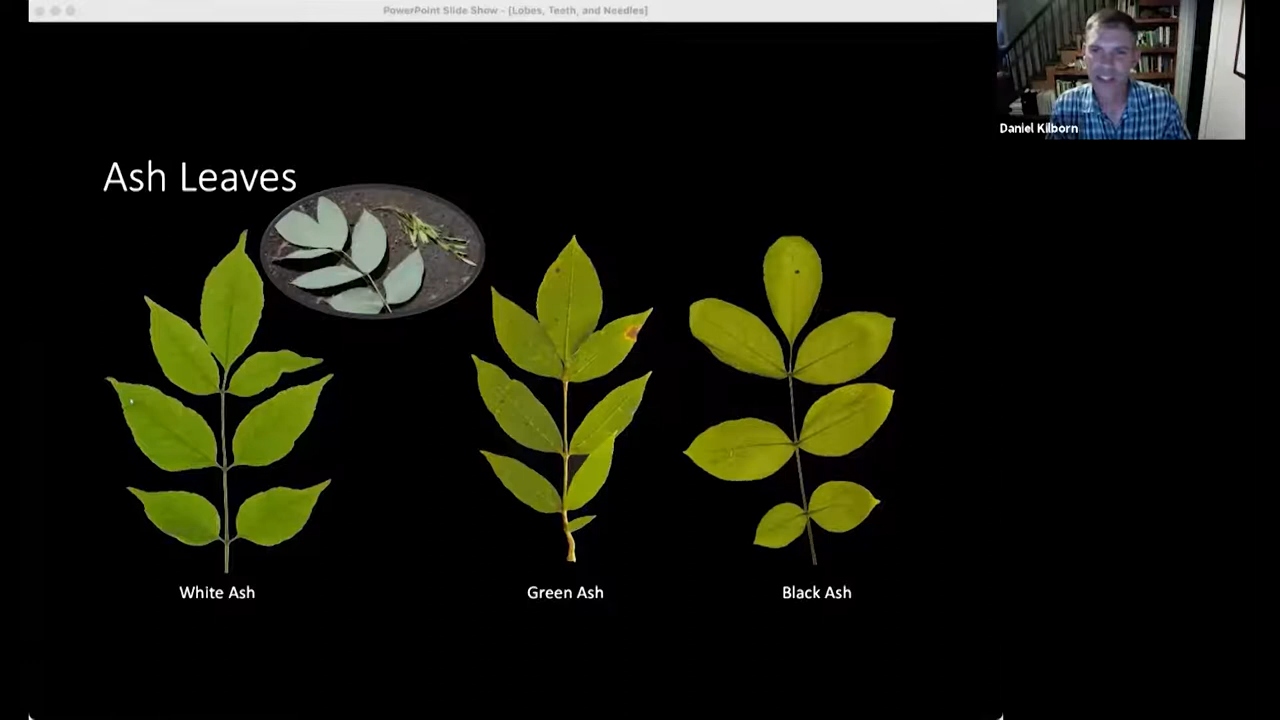 PowerPoint Slide Show - [Lobes, Teeth, and Needles]
Daniel Kilborn
Ash Leaves
White Ash
Green Ash
Black Ash